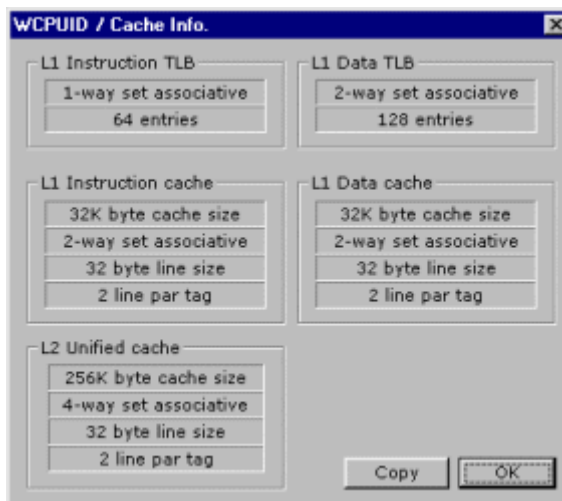 WCPUID / Cache Info.
L1 Instruction TLB
1-way set associative
64 entries
L1 Data TLB
2-way set associative
128 entries
L1 Instruction cache
32K byte cache size
2-way set associative
32 byte line size
2 line par tag
L1 Data cache
32K byte cache size
2-way set associative
32 byte line size
2 line par tag
L2 Unified cache
256K byte cache size
4-way set associative
32 byte line size
2 line par tag
Copy
OK